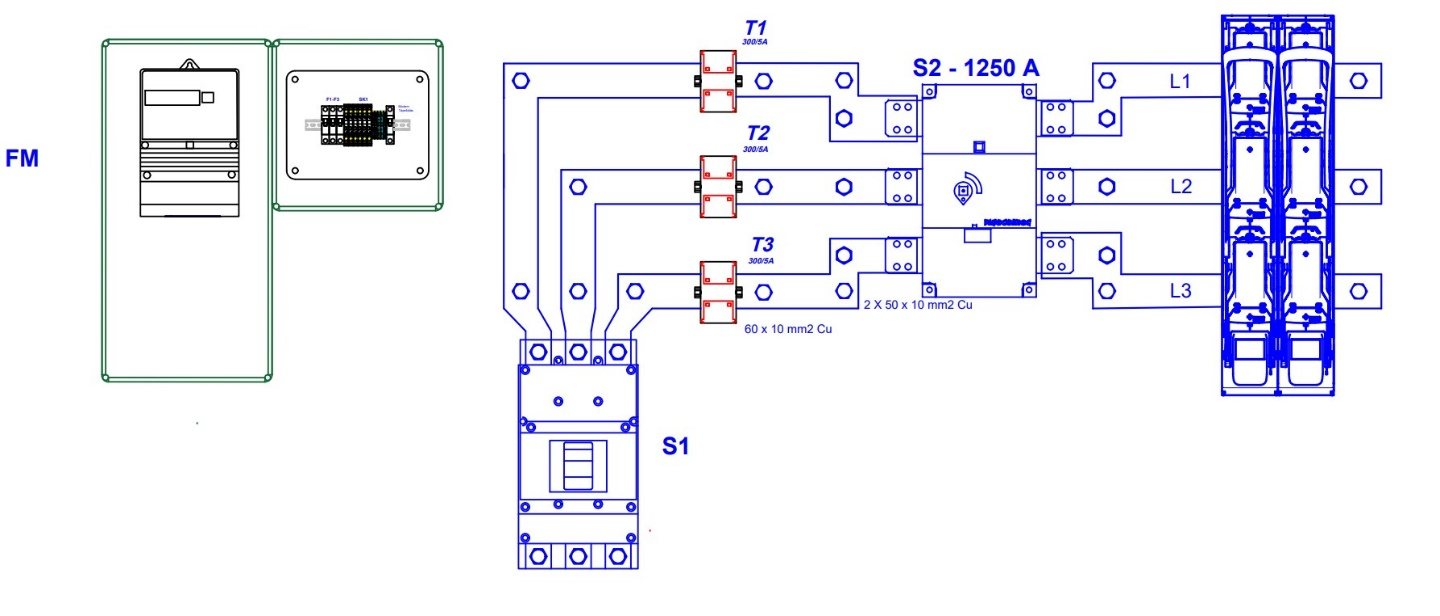 FM
F1-F3 SK1
T1
300/5A
T2
300/5A
T3
300/5A
S2 - 1250 A
L1
L2
L3
2 X 50 x 10 mm2 Cu
60 x 10 mm2 Cu
S1